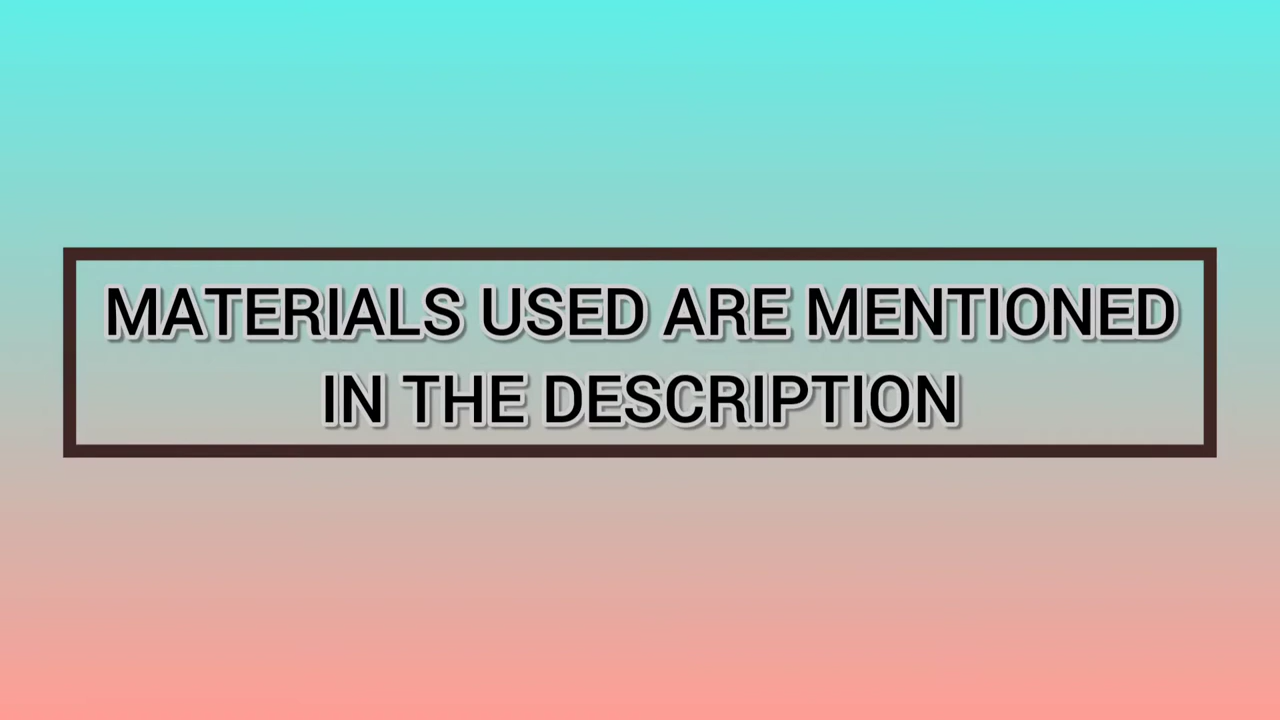 MATERIALS USED ARE MENTIONED
IN THE DESCRIPTION